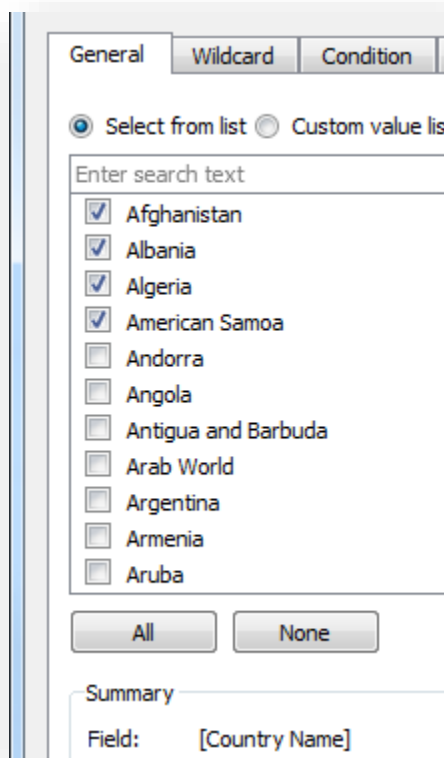 General Wildcard Condition
Select from list Custom value lis
Enter search text
Afghanistan
Albania
Algeria
American Samoa
Andorra
Angola
Antigua and Barbuda
Arab World
Argentina
Armenia
Aruba
All None
Summary
Field: [Country Name]